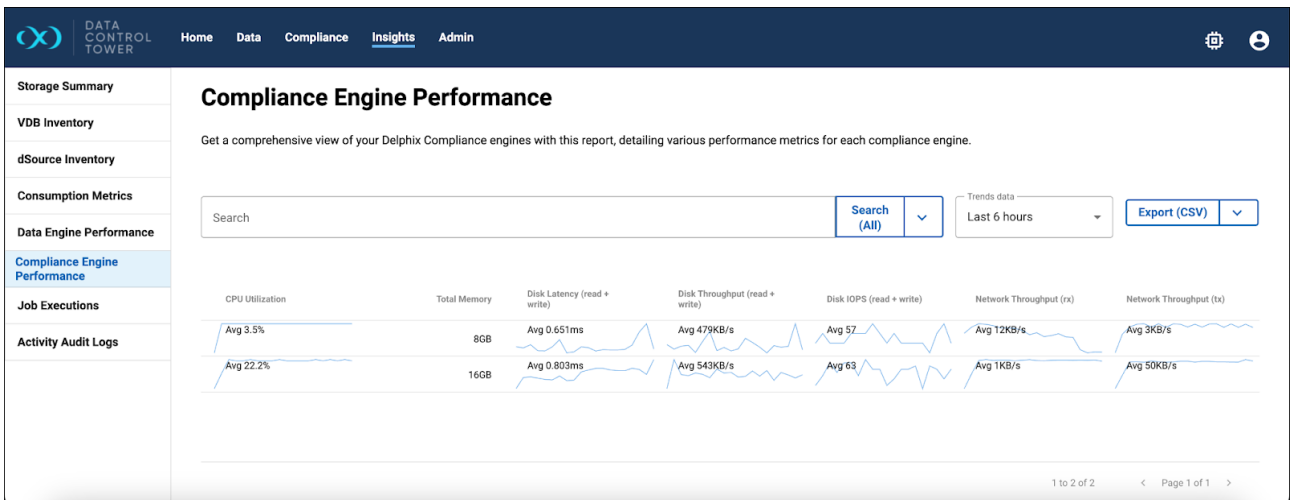 DATA
CONTROL
TOWER
Home Data Compliance Insights Admin
Storage Summary
VDB Inventory
dSource Inventory
Consumption Metrics
Data Engine Performance
Compliance Engine
Performance
Job Executions
Activity Audit Logs
Compliance Engine Performance
Get a comprehensive view of your Delphix Compliance engines with this report, detailing various performance metrics for each compliance engine.
Search
Search
(All)
Trends data
Last 6 hours
Export (CSV)
CPU Utilization
Total Memory
Disk Latency (read +
write)
Disk Throughput (read +
write)
Disk IOPS (read + write)
Network Throughput (rx)
Network Throughput (tx)
Avg 3.5% 8GB Avg 0.651ms Avg 479KB/s Avg 57 Avg 12KB/s Avg 3KB/s
Avg 22.2% 16GB Avg 0.803ms Avg 543KB/s Avg 63 Avg 1KB/s Avg 50KB/s
1 to 2 of 2 Page 1 of 1